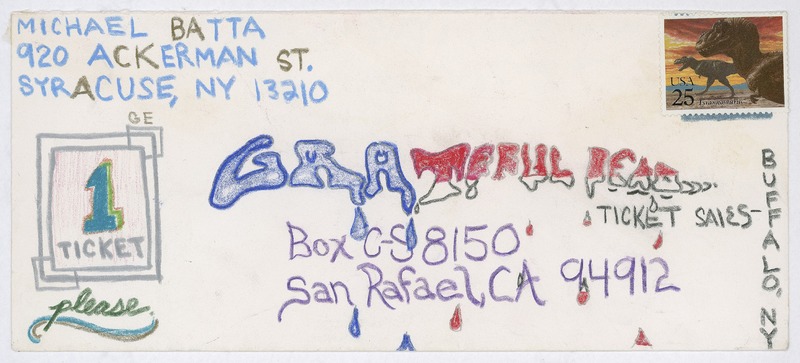 MICHAEL BATTA
920 ACKERMAN ST.
SYRACUSE, NY 13210
USA
25
Tyrannosaurus
GE
1
TICKET
please.
GRATEFUL DEAD
TICKET SALES-
BOX C-S 8150
San Rafael, CA 94912
BUFFALO, NY